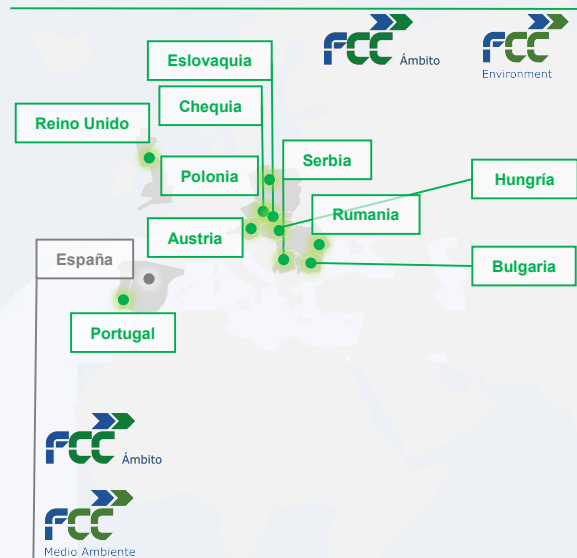 FCC Ámbito
FCC Environment
Eslovaquia
Chequia
Reino Unido
Serbia
Polonia
Hungría
Rumania
Austria
España
Bulgaria
Portugal
FCC Ámbito
FCC Medio Ambiente